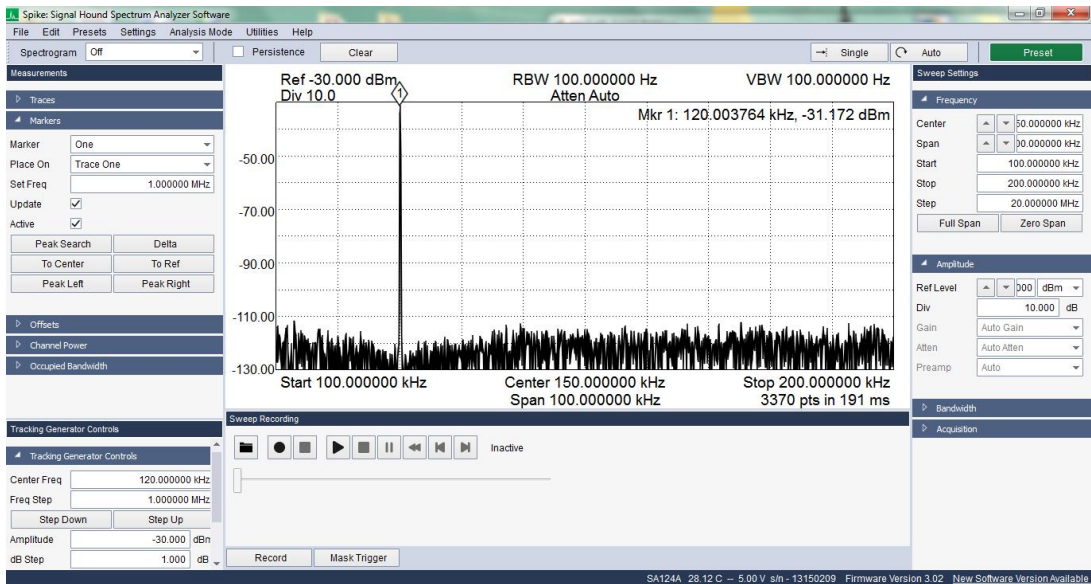 Spike: Signal Hound Spectrum Analyzer Software
File Edit Presets Settings Analysis Mode Utilities Help
Spectrogram Off Persistence Clear Single Auto Preset
Measurements
Traces
Markers
Marker One
Place On Trace One
Set Freq 1.000000 MHz
Update
Active
Peak Search Delta
To Center To Ref
Peak Left Peak Right
Offsets
Channel Power
Occupied Bandwidth
Tracking Generator Controls
Tracking Generator Controls
Center Freq 120.000000 kHz
Freq Step 1.000000 MHz
Step Down Step Up
Amplitude -30.000 dBm
dB Step 1.000 dB
Ref -30.000 dBm RBW 100.000000 Hz VBW 100.000000 Hz
Div 10.0 Atten Auto
1
Mkr 1: 120.003764 kHz, -31.172 dBm
-50.00
-70.00
-90.00
-110.00
-130.00
Start 100.000000 kHz Center 150.000000 kHz Stop 200.000000 kHz
Span 100.000000 kHz 3370 pts in 191 ms
Sweep Recording
Inactive
Record Mask Trigger
Sweep Settings
Frequency
Center 50.000000 kHz
Span 00.000000 kHz
Start 100.000000 kHz
Stop 200.000000 kHz
Step 20.000000 MHz
Full Span Zero Span
Amplitude
Ref Level 000 dBm
Div 10.000 dB
Gain Auto Gain
Atten Auto Atten
Preamp Auto
Bandwidth
Acquisition
SA124A 28.12 C -- 5.00 V s/n - 13150209 Firmware Version 3.02 New Software Version Available